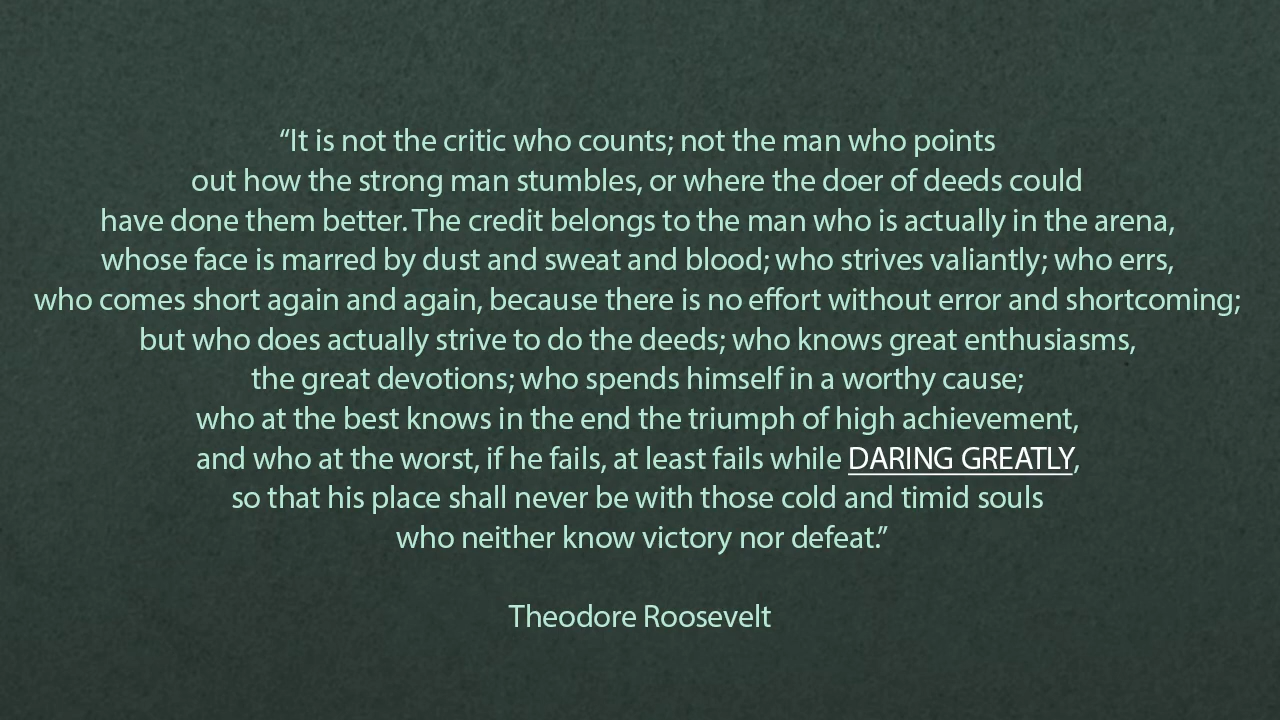 “It is not the critic who counts; not the man who points
out how the strong man stumbles, or where the doer of deeds could
have done them better. The credit belongs to the man who is actually in the arena,
whose face is marred by dust and sweat and blood; who strives valiantly; who errs,
who comes short again and again, because there is no effort without error and shortcoming;
but who does actually strive to do the deeds; who knows great enthusiasms,
the great devotions; who spends himself in a worthy cause;
who at the best knows in the end the triumph of high achievement,
and who at the worst, if he fails, at least fails while DARING GREATLY,
so that his place shall never be with those cold and timid souls
who neither know victory nor defeat.”
Theodore Roosevelt